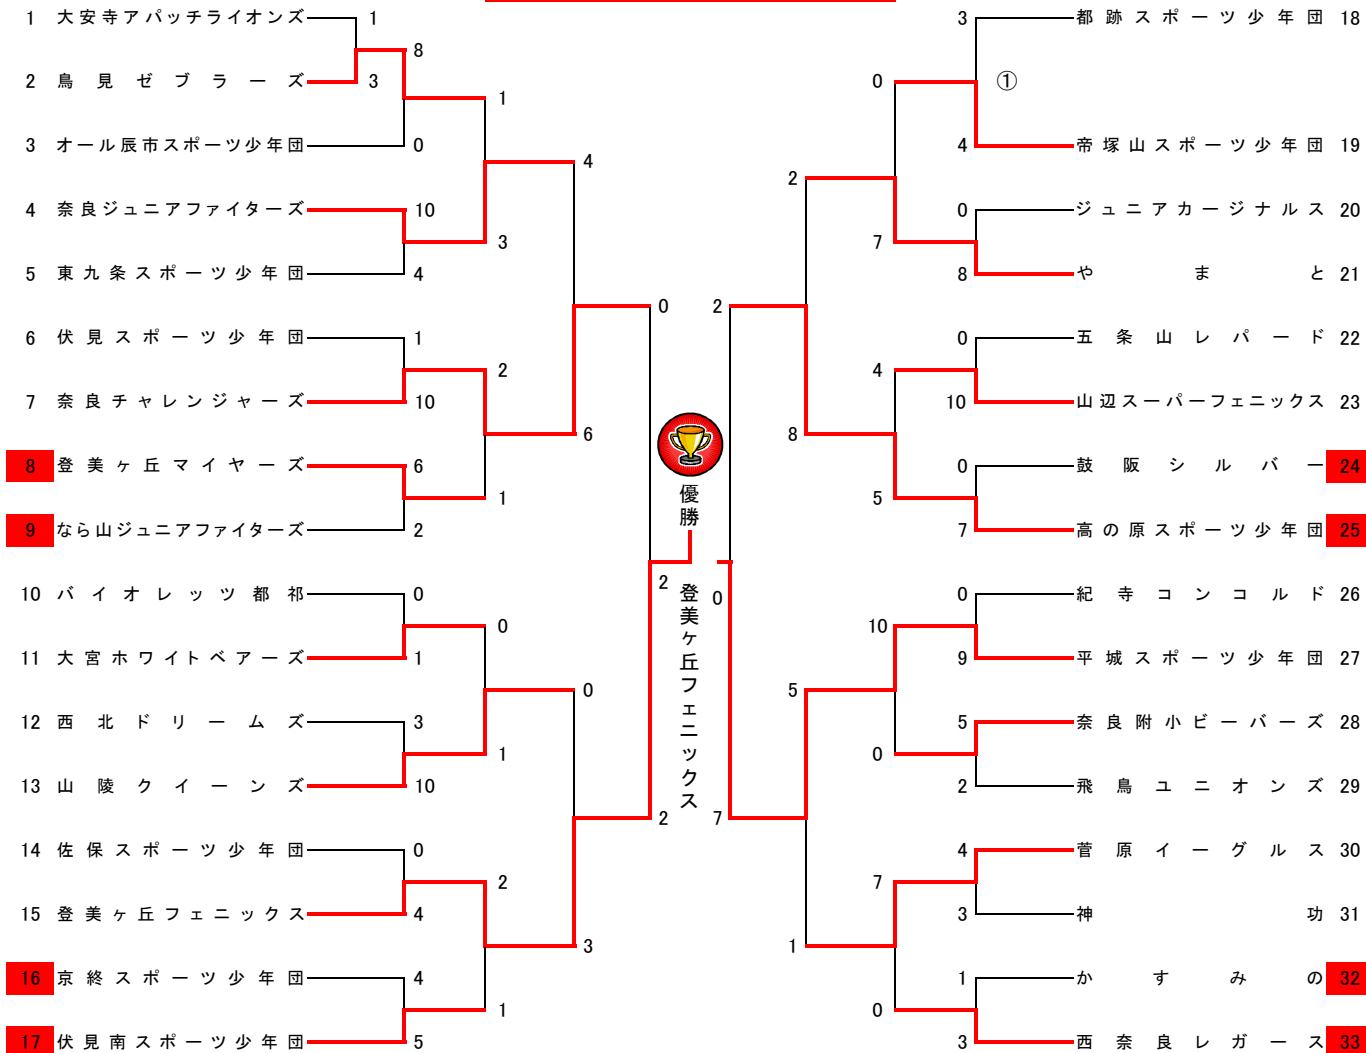 1 大安寺アパッチライオンズ 1
8
2 鳥見ゼブラーズ 3
1
3 オール辰市スポーツ少年団 0
4
4 奈良ジュニアファイターズ 10
3
5 東九条スポーツ少年団 4
0
6 伏見スポーツ少年団 1
2
7 奈良チャレンジャーズ 10
6
8 登美ヶ丘マイヤーズ 6
1
9 なら山ジュニアファイターズ 2
2
10 バイオレッツ都祁 0
0
11 大宮ホワイトベアーズ 1
0
12 西北ドリームズ 3
1
13 山陵クイーンズ 10
2
14 佐保スポーツ少年団 0
2
15 登美ヶ丘フェニックス 4
3
16 京終スポーツ少年団 4
1
17 伏見南スポーツ少年団 5
優勝
登美ヶ丘フェニックス
3 都跡スポーツ少年団 18
0 ①
4 帝塚山スポーツ少年団 19
2
0 ジュニアカージナルス 20
7
8 やまと 21
2
0 五条山レパード 22
4
10 山辺スーパーフェニックス 23
8
0 鼓阪シルバー 24
5
7 高の原スポーツ少年団 25
0
0 紀寺コンコルド 26
10
9 平城スポーツ少年団 27
5
5 奈良附小ビーバーズ 28
0
2 飛鳥ユニオンズ 29
7
4 菅原イーグルス 30
7
3 神功 31
1
1 かすみの 32
0
3 西奈良レガース 33